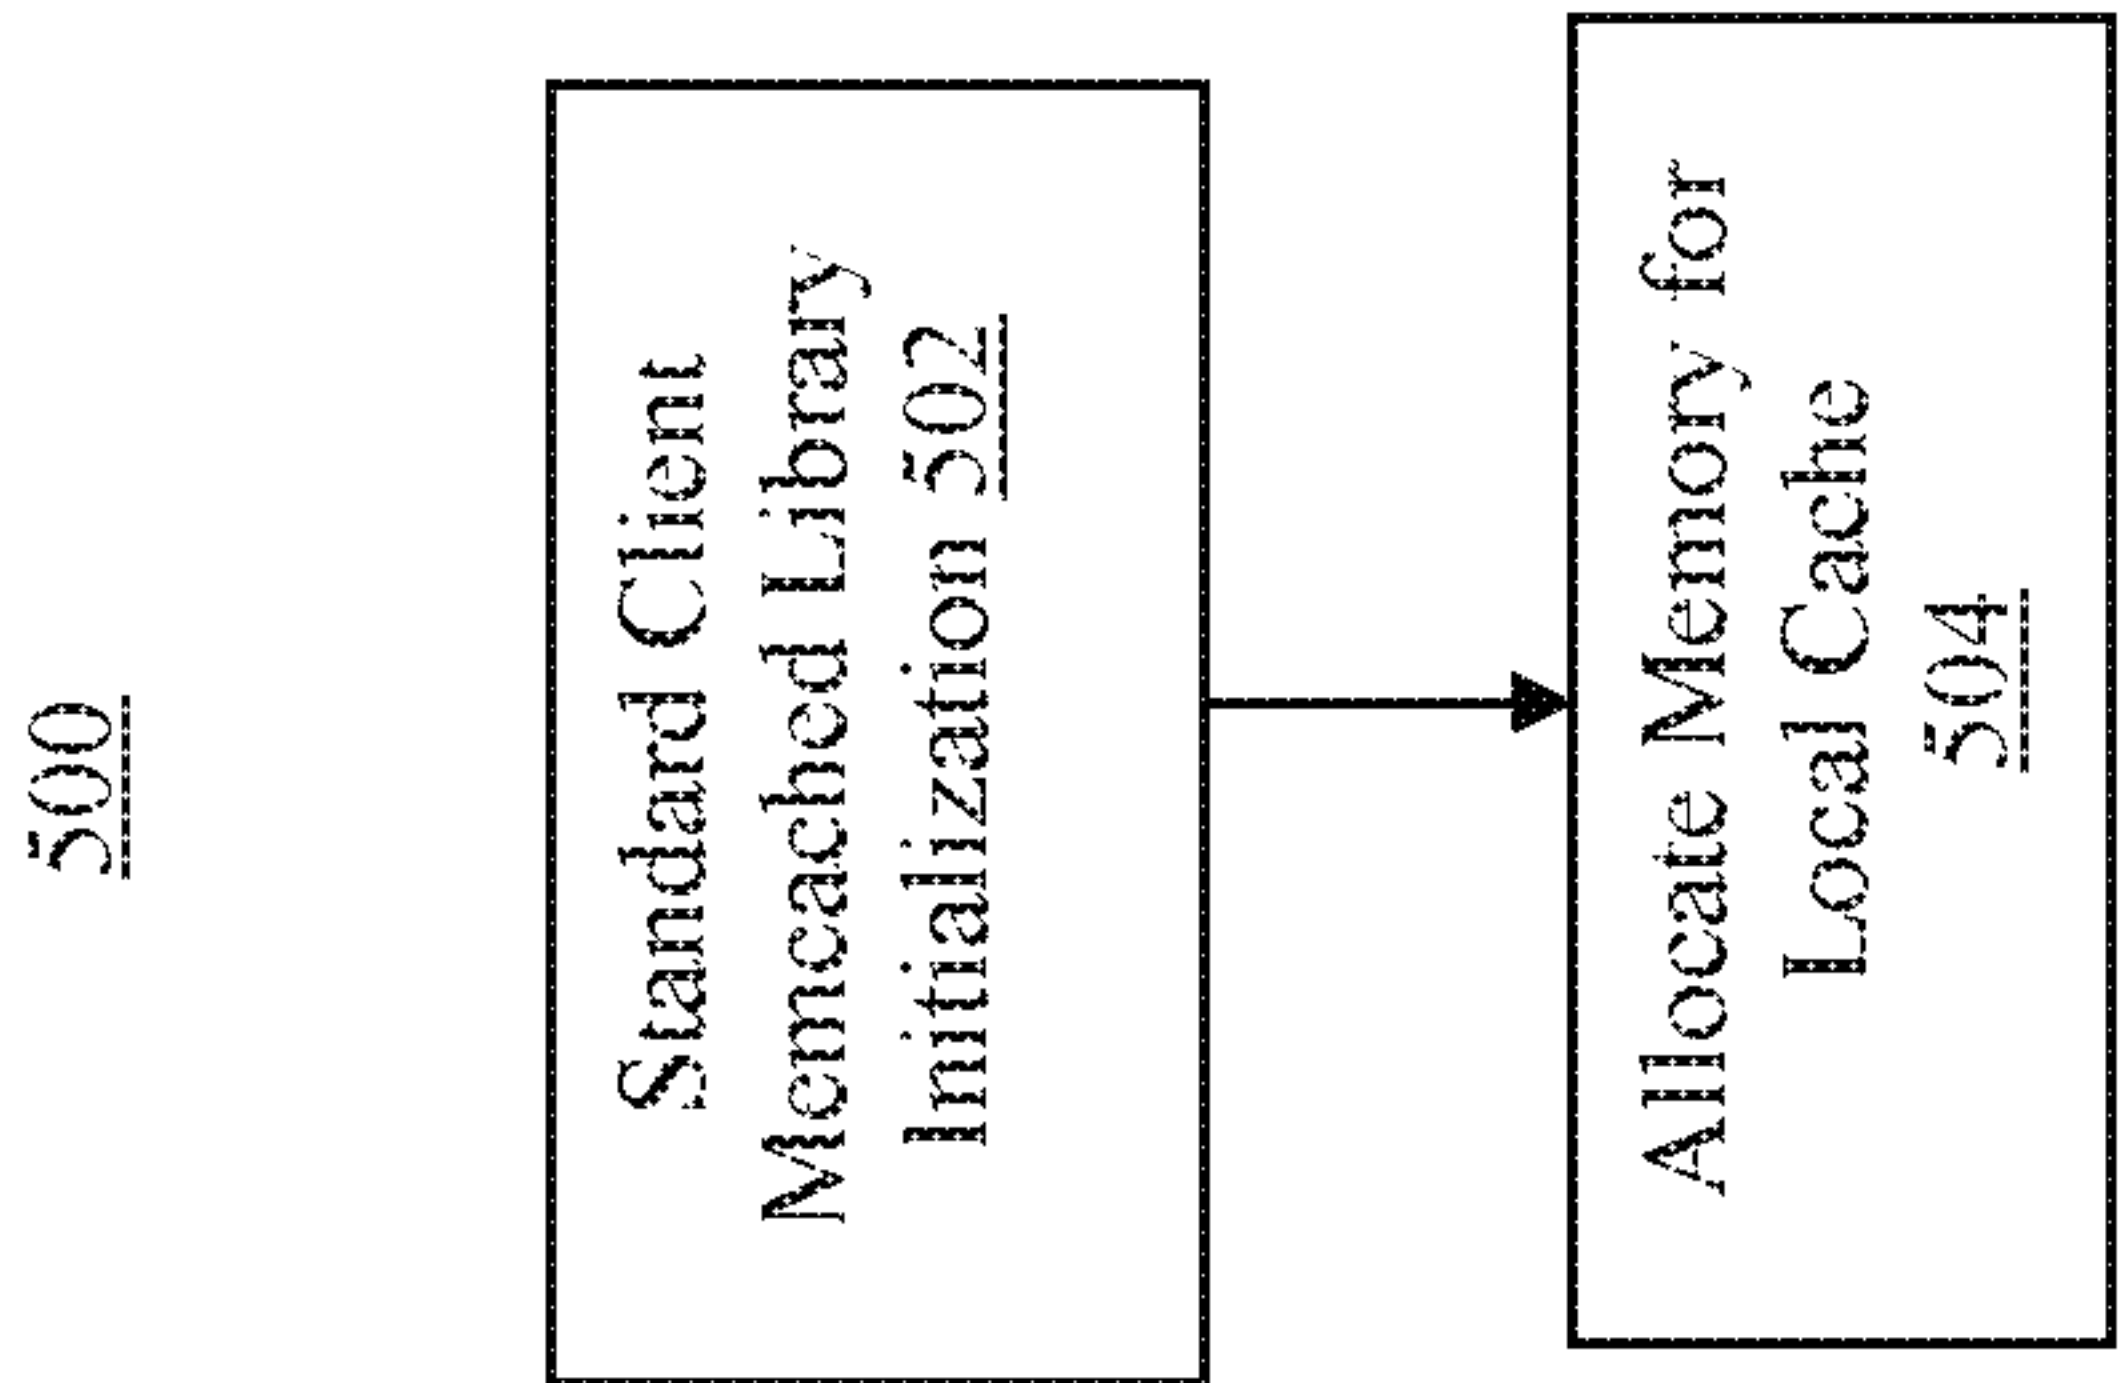 500
Standard Client
Memcached Library
Initialization 502
Allocate Memory for
Local Cache
504